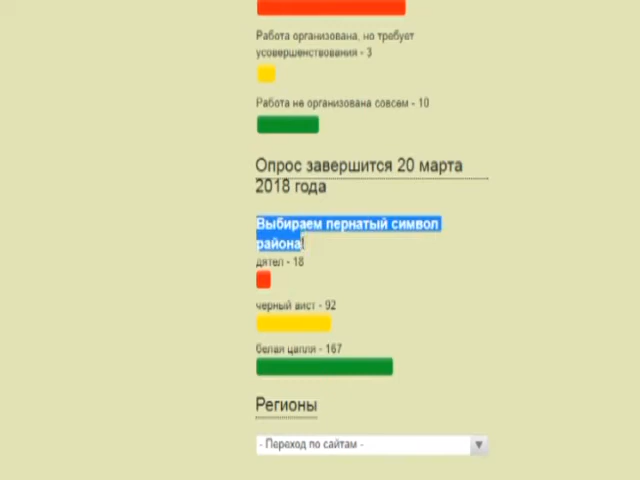 Работа организована, но требует
усовершенствования - 3
Работа не организована совсем - 10
Опрос завершится 20 марта
2018 года
Выбираем пернатый символ
района!
дятел - 18
черный аист - 92
белая цапля - 167
Регионы
- Переход по сайтам -